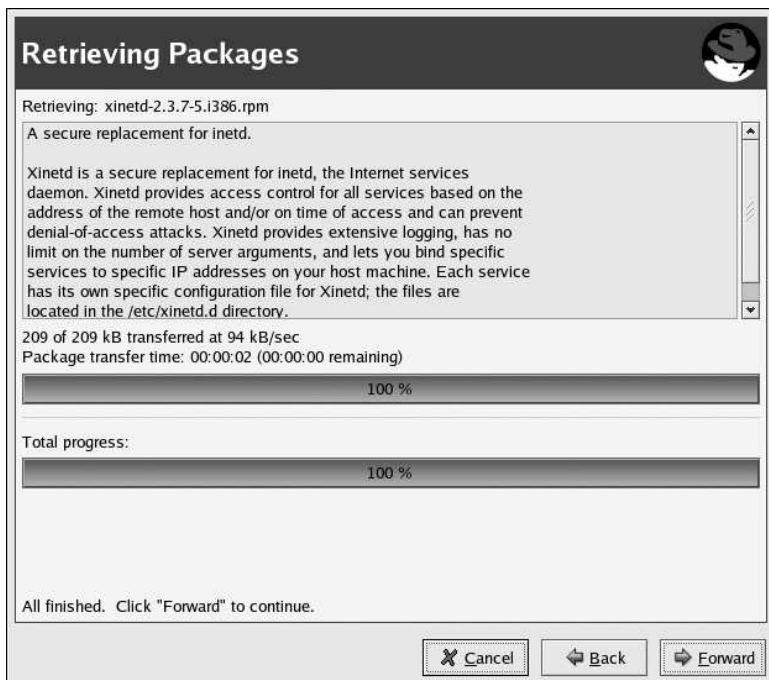 Retrieving Packages
Retrieving: xinetd-2.3.7-5.i386.rpm
A secure replacement for inetd.
Xinetd is a secure replacement for inetd, the Internet services
daemon. Xinetd provides access control for all services based on the
address of the remote host and/or on time of access and can prevent
denial-of-access attacks. Xinetd provides extensive logging, has no
limit on the number of server arguments, and lets you bind specific
services to specific IP addresses on your host machine. Each service
has its own specific configuration file for Xinetd; the files are
located in the /etc/xinetd.d directory.
209 of 209 kB transferred at 94 kB/sec
Package transfer time: 00:00:02 (00:00:00 remaining)
100 %
Total progress:
100 %
All finished. Click "Forward" to continue.
Cancel Back Forward